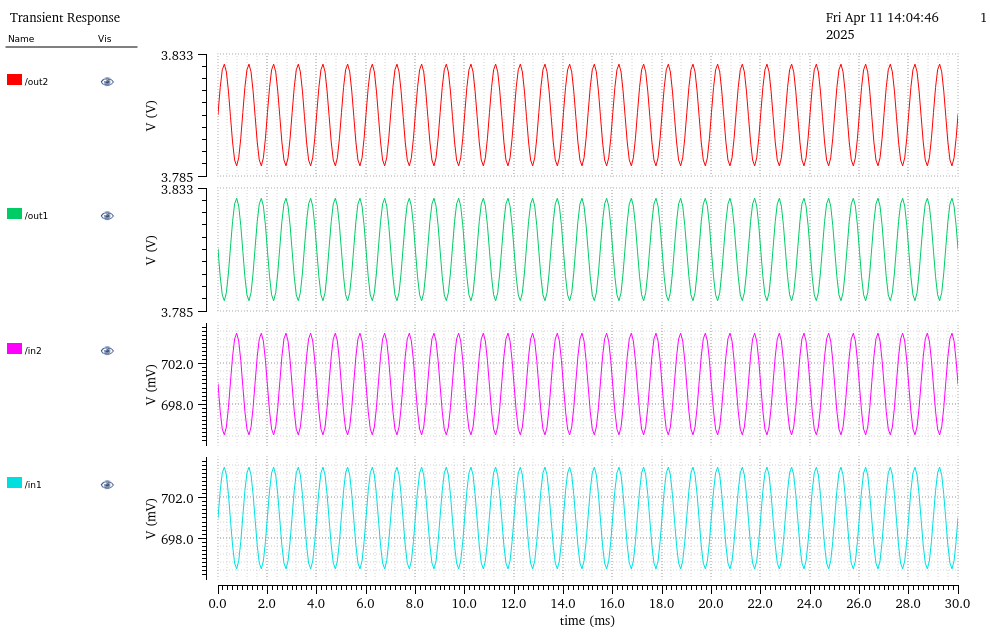 Transient Response
Fri Apr 11 14:04:46 2025
1
Name Vis
/out2
3.833
V (V)
3.785
/out1
3.833
V (V)
3.785
/in2
702.0
V (mV)
698.0
/in1
702.0
V (mV)
698.0
0.0 2.0 4.0 6.0 8.0 10.0 12.0 14.0 16.0 18.0 20.0 22.0 24.0 26.0 28.0 30.0
time (ms)